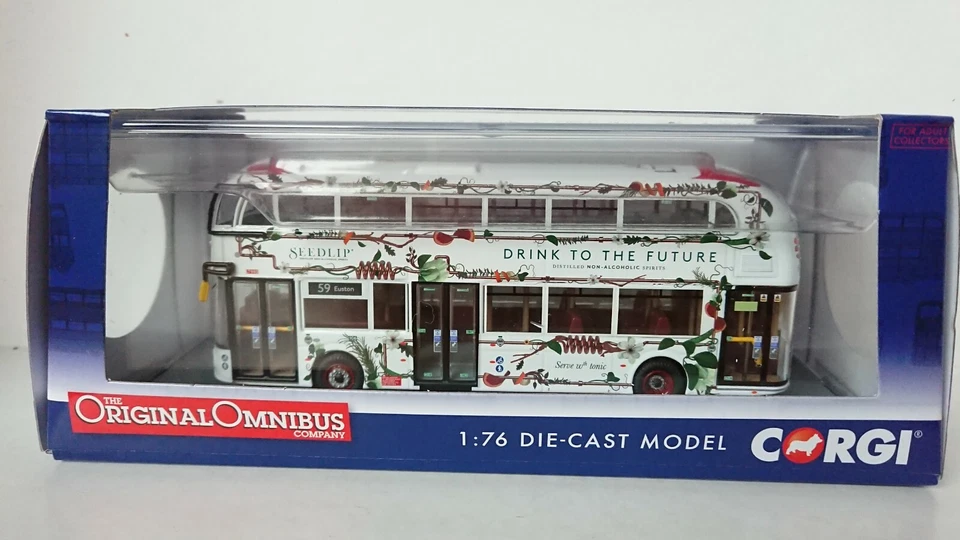 FOR ADULT
COLLECTORS
SEEDLIP
DRINK TO THE FUTURE
DISTILLED NON-ALCOHOLIC SPIRITS
59 Euston
Serve wth tonic
THE
ORIGINAL OMNIBUS
COMPANY
1:76 DIE-CAST MODEL
CORGI®